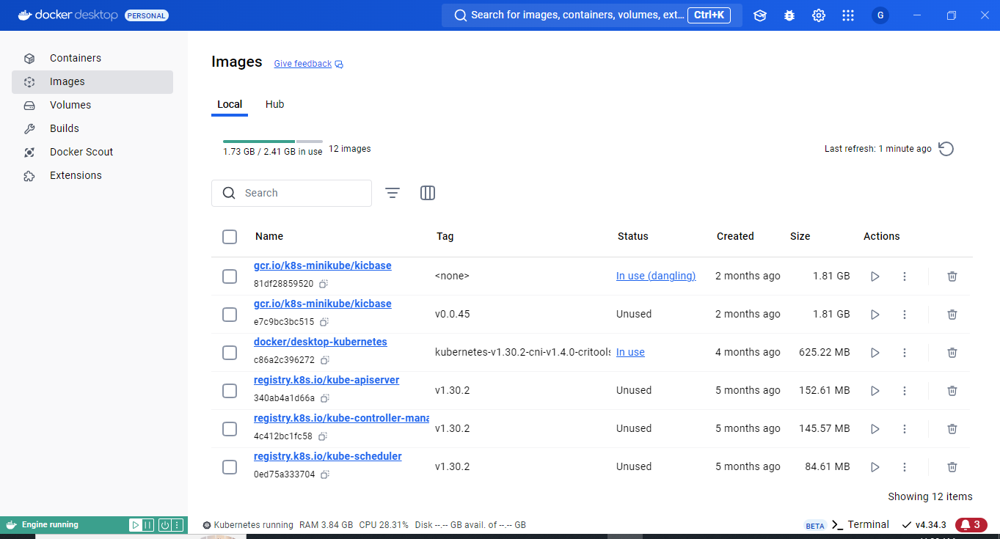 docker desktop PERSONAL
Search for images, containers, volumes, ext... Ctrl+K
G
Containers
Images
Volumes
Builds
Docker Scout
Extensions
Images Give feedback
Local Hub
1.73 GB / 2.41 GB in use 12 images
Last refresh: 1 minute ago
Search
Name Tag Status Created Size Actions
gcr.io/k8s-minikube/kicbase
81df28859520
<none> In use (dangling) 2 months ago 1.81 GB
gcr.io/k8s-minikube/kicbase
e7c9bc3bc515
v0.0.45 Unused 2 months ago 1.81 GB
docker/desktop-kubernetes
c86a2c396272
kubernetes-v1.30.2-cni-v1.4.0-critools In use 4 months ago 625.22 MB
registry.k8s.io/kube-apiserver
340ab4a1d66a
v1.30.2 Unused 5 months ago 152.61 MB
registry.k8s.io/kube-controller-mana
4c412bc1fc58
v1.30.2 Unused 5 months ago 145.57 MB
registry.k8s.io/kube-scheduler
0ed75a333704
v1.30.2 Unused 5 months ago 84.61 MB
Showing 12 items
Engine running
Kubernetes running RAM 3.84 GB CPU 28.31% Disk --.-- GB avail. of --.-- GB
BETA Terminal v4.34.3 3